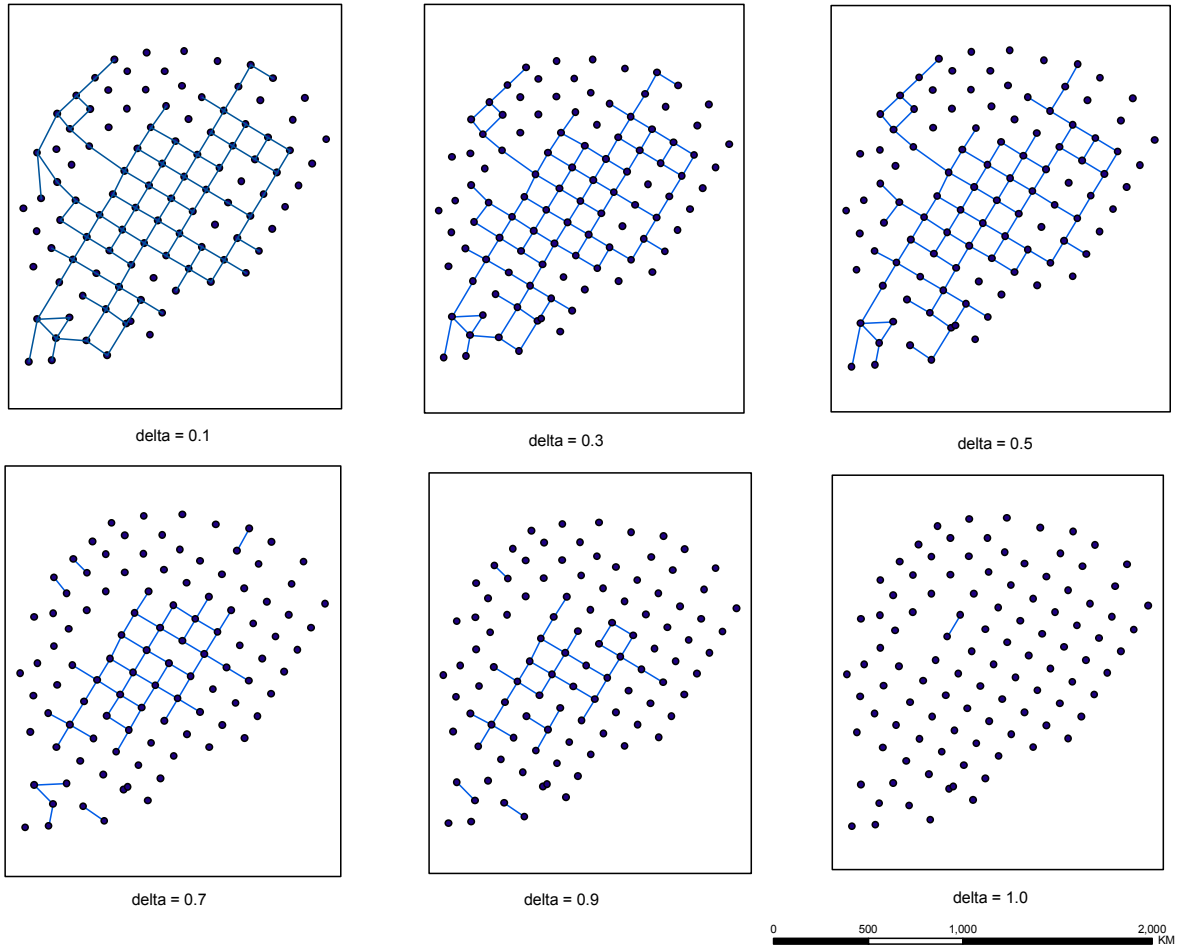 delta = 0.1
delta = 0.3
delta = 0.5
delta = 0.7
delta = 0.9
delta = 1.0
0 500 1,000 2,000
KM